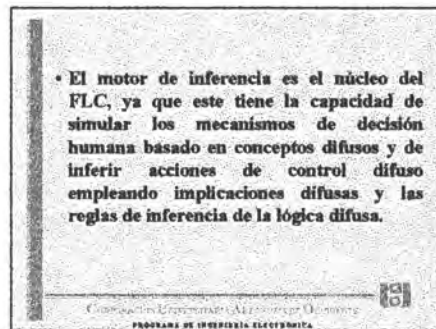 • El motor de inferencia es el núcleo del
FLC, ya que este tiene la capacidad de
simular los mecanismos de decisión
humana basado en conceptos difusos y de
inferir acciones de control difuso
empleando implicaciones difusas y las
reglas de inferencia de la lógica difusa.
PROGRAMA DE INGENIERÍA ELECTRÓNICA